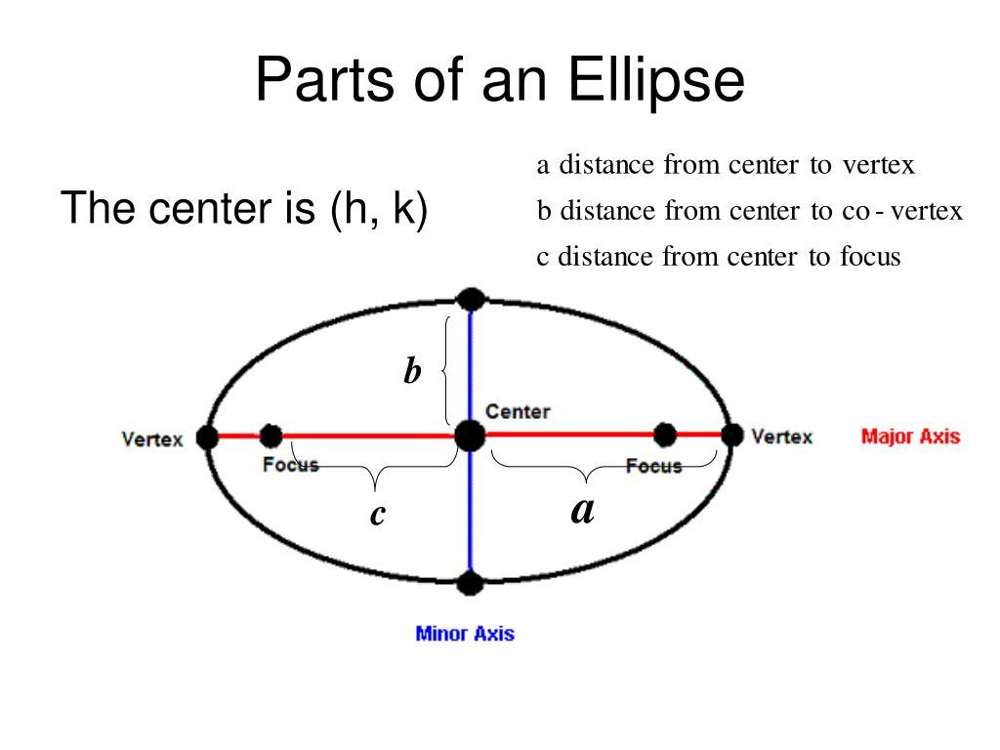 Parts of an Ellipse
The center is (h, k)
a distance from center to vertex
b distance from center to co - vertex
c distance from center to focus
b
Center
Vertex
Vertex
Major Axis
Focus
Focus
c
a
Minor Axis